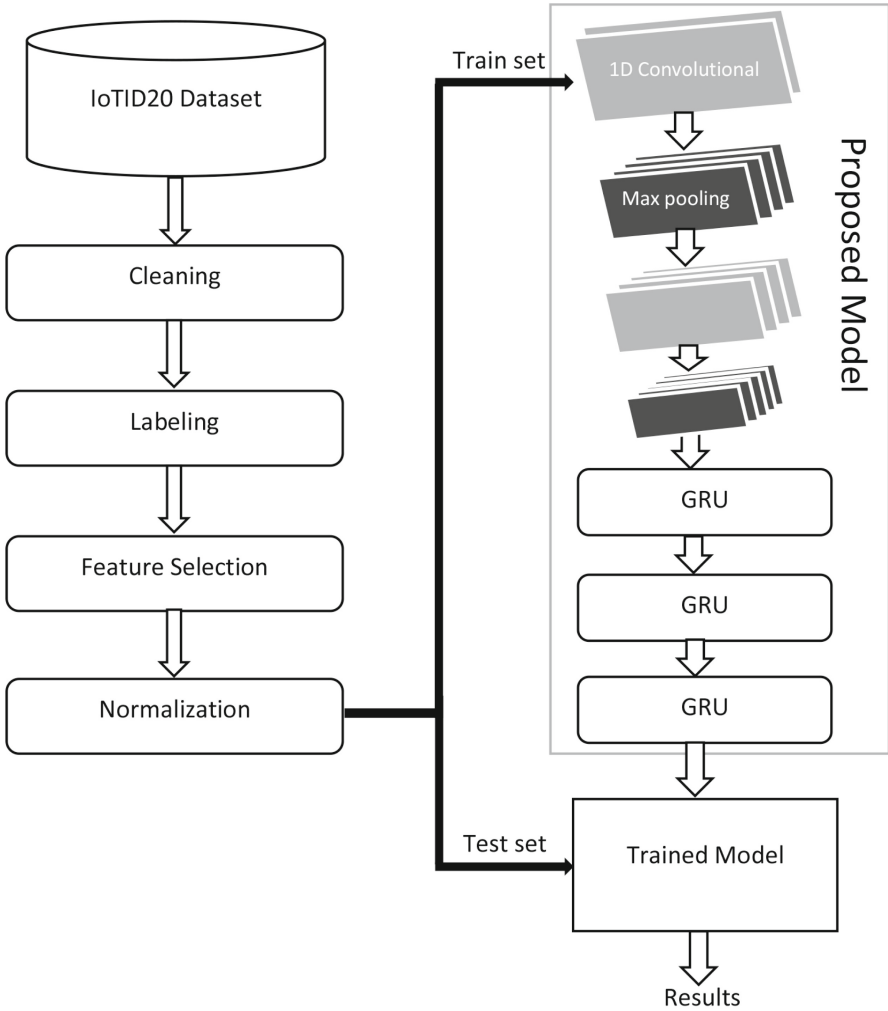 IoTID20 Dataset
Cleaning
Labeling
Feature Selection
Normalization
Train set
Test set
1D Convolutional
Max pooling
GRU
GRU
GRU
Proposed Model
Trained Model
Results